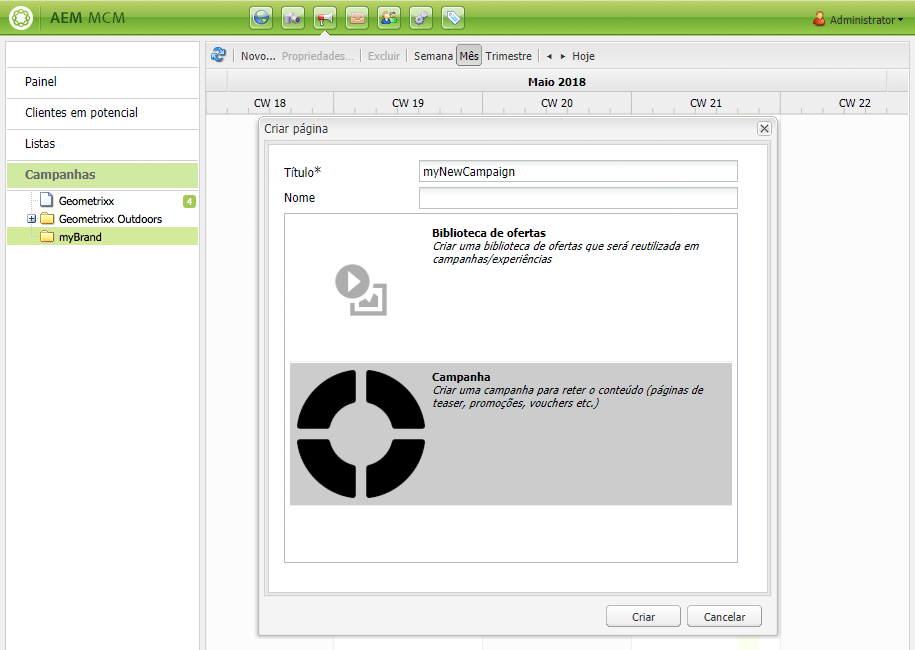 AEM MCM
Administrator
Painel
Clientes em potencial
Listas
Campanhas
Geometrixx 4
Geometrixx Outdoors
myBrand
Novo... Propriedades... Excluir Semana Mês Trimestre Hoje
Maio 2018
CW 18 CW 19 CW 20 CW 21 CW 22
Criar página
Título* myNewCampaign
Nome
Biblioteca de ofertas
Criar uma biblioteca de ofertas que será reutilizada em
campanhas/experiências
Campanha
Criar uma campanha para reter o conteúdo (páginas de
teaser, promoções, vouchers etc.)
Criar Cancelar